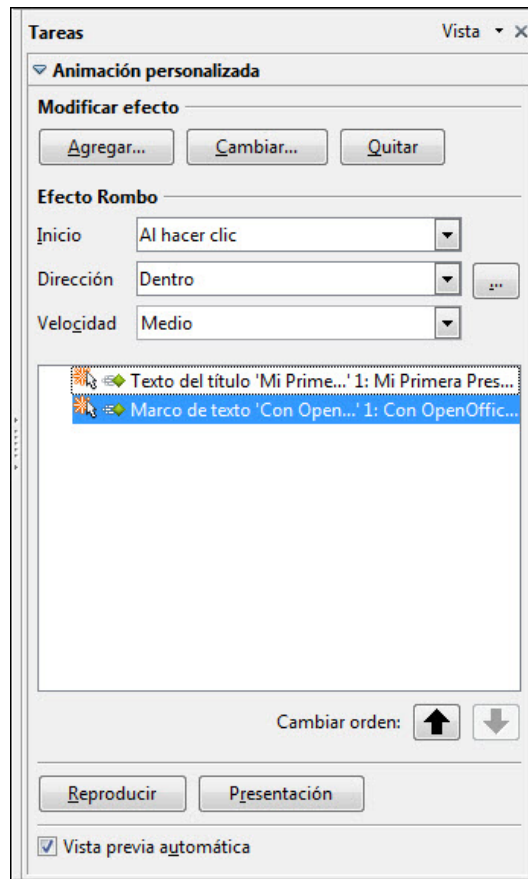 Tareas Vista
Animación personalizada
Modificar efecto
Agregar... Cambiar... Quitar
Efecto Rombo
Inicio Al hacer clic
Dirección Dentro ...
Velocidad Medio
Texto del título 'Mi Prime...' 1: Mi Primera Pres...
Marco de texto 'Con Open...' 1: Con OpenOffic...
Cambiar orden:
Reproducir Presentación
Vista previa automática